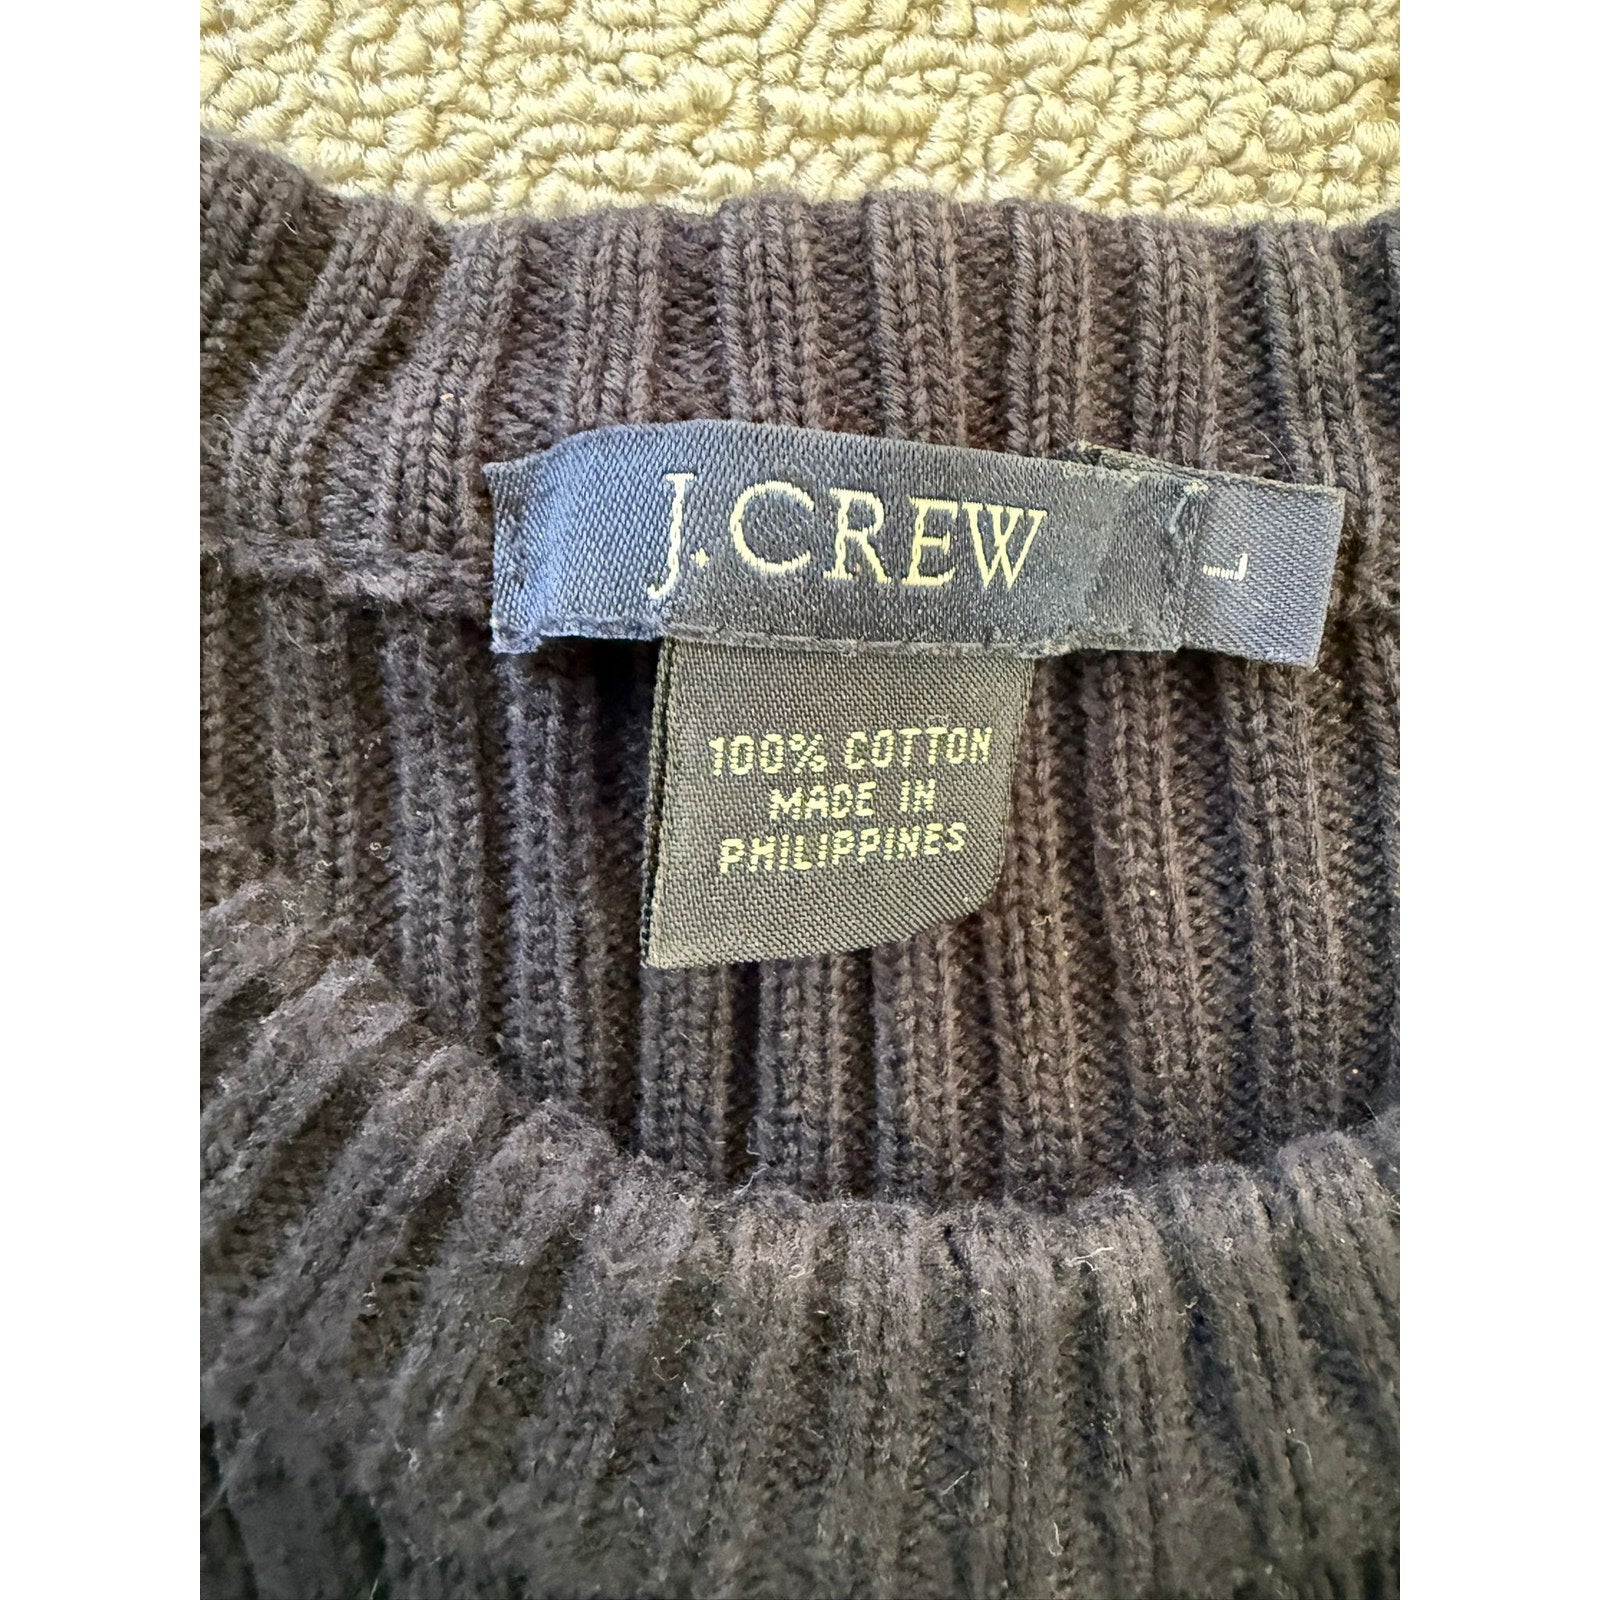 J.CREW
L
100% COTTON
MADE IN
PHILIPPINES